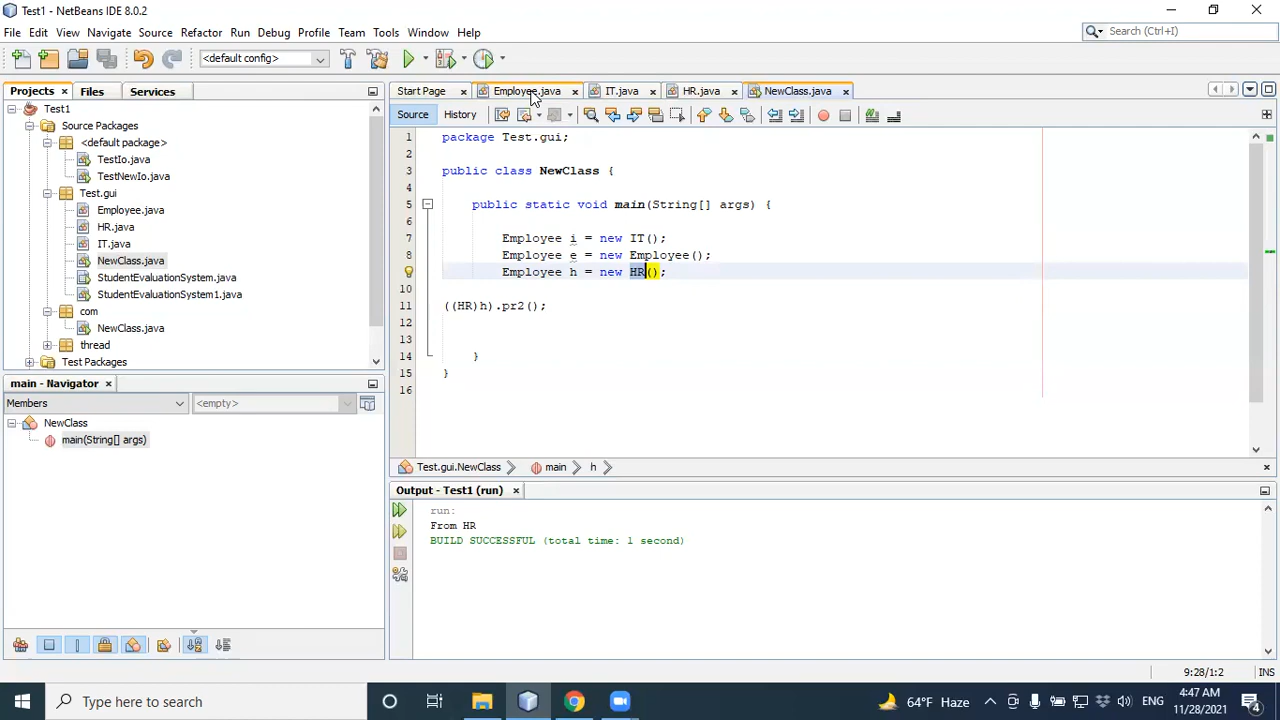 Test1 - NetBeans IDE 8.0.2
File Edit View Navigate Source Refactor Run Debug Profile Team Tools Window Help
Search (Ctrl+I)
<default config>
Projects Files Services
Start Page Employee.java IT.java HR.java NewClass.java
Source History
Test1
Source Packages
<default package>
TestIo.java
TestNewIo.java
Test.gui
Employee.java
HR.java
IT.java
NewClass.java
StudentEvaluationSystem.java
StudentEvaluationSystem1.java
com
NewClass.java
thread
Test Packages
1 package Test.gui;
2
3 public class NewClass {
4
5 public static void main(String[] args) {
6
7 Employee i = new IT();
8 Employee e = new Employee();
Employee h = new HR();
10
11 ((HR)h).pr2();
12
13
14 }
15 }
16
main - Navigator
Members <empty>
NewClass
main(String[] args)
Test.gui.NewClass main h
Output - Test1 (run)
run:
From HR
BUILD SUCCESSFUL (total time: 1 second)
9:28/1:2 INS
Type here to search
64°F Haze ENG
4:47 AM
11/28/2021
4